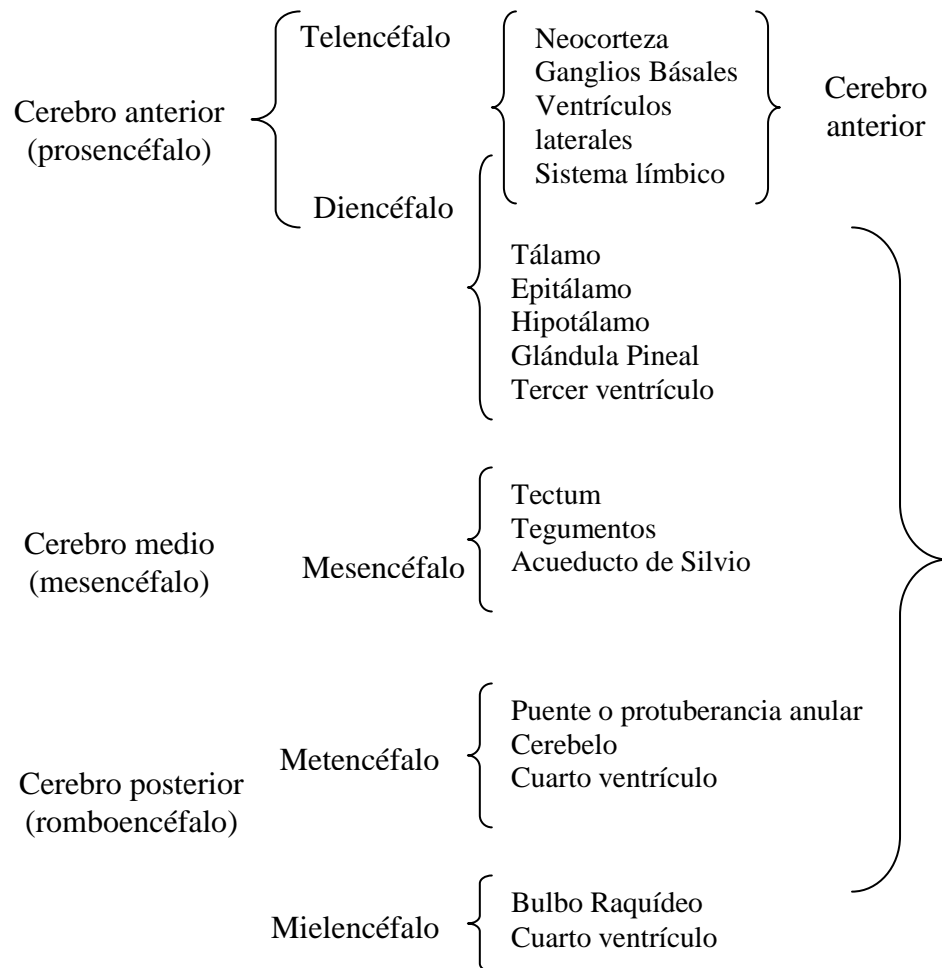 Telencéfalo
Neocorteza
Ganglios Básales
Ventrículos
laterales
Sistema límbico
Cerebro
anterior
Cerebro anterior
(prosencéfalo)
Diencéfalo
Tálamo
Epitálamo
Hipotálamo
Glándula Pineal
Tercer ventrículo
Cerebro medio
(mesencéfalo)
Mesencéfalo
Tectum
Tegumentos
Acueducto de Silvio
Cerebro posterior
(romboencéfalo)
Metencéfalo
Puente o protuberancia anular
Cerebelo
Cuarto ventrículo
Mielencéfalo
Bulbo Raquídeo
Cuarto ventrículo